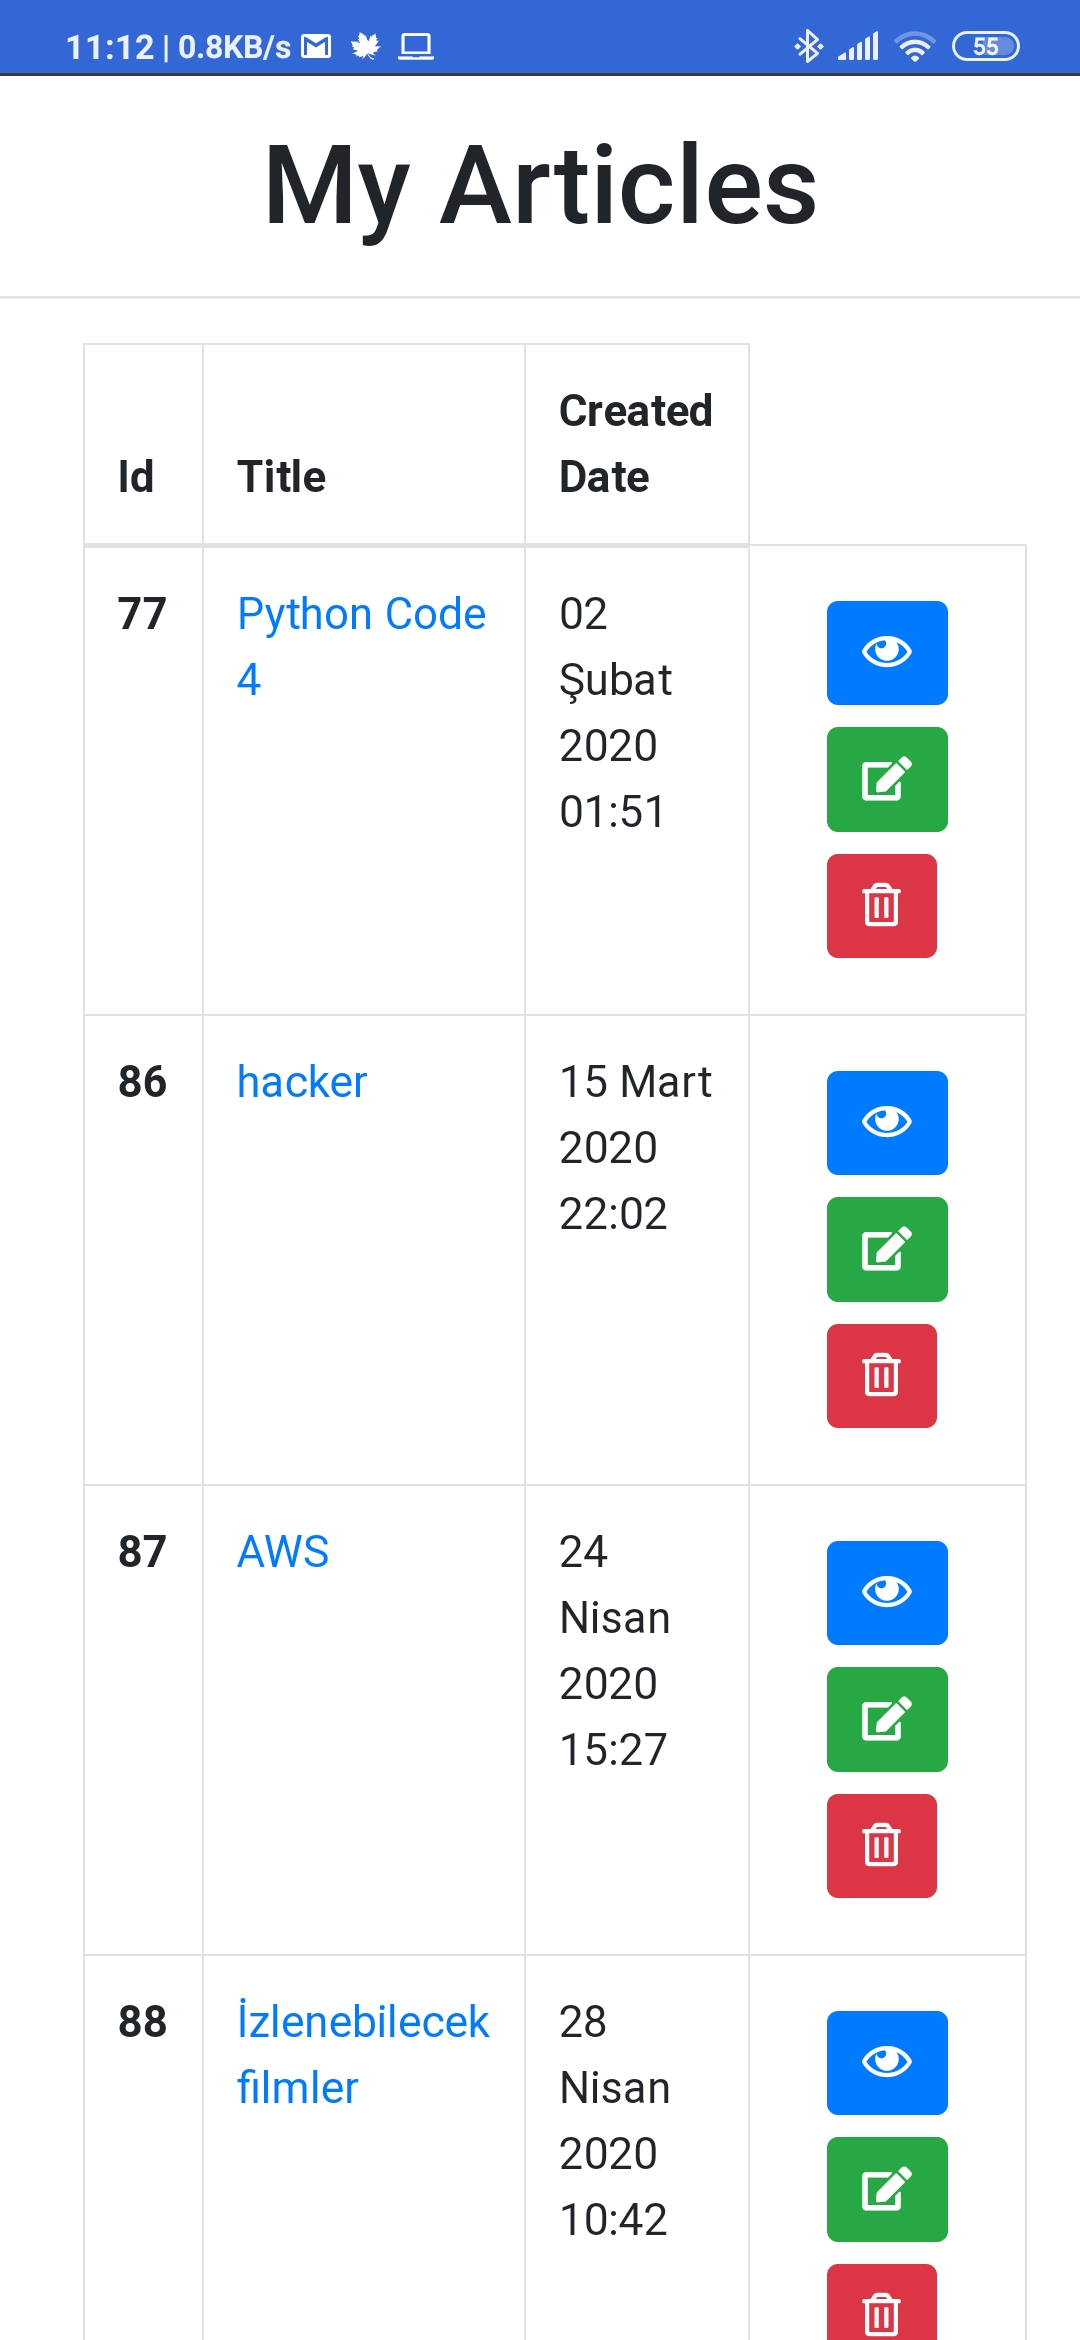 11:12 | 0.8KB/s
55
My Articles
Id Title Created
Date
77 Python Code
4
02
Şubat
2020
01:51
86 hacker 15 Mart
2020
22:02
87 AWS 24
Nisan
2020
15:27
88 İzlenebilecek
filmler
28
Nisan
2020
10:42